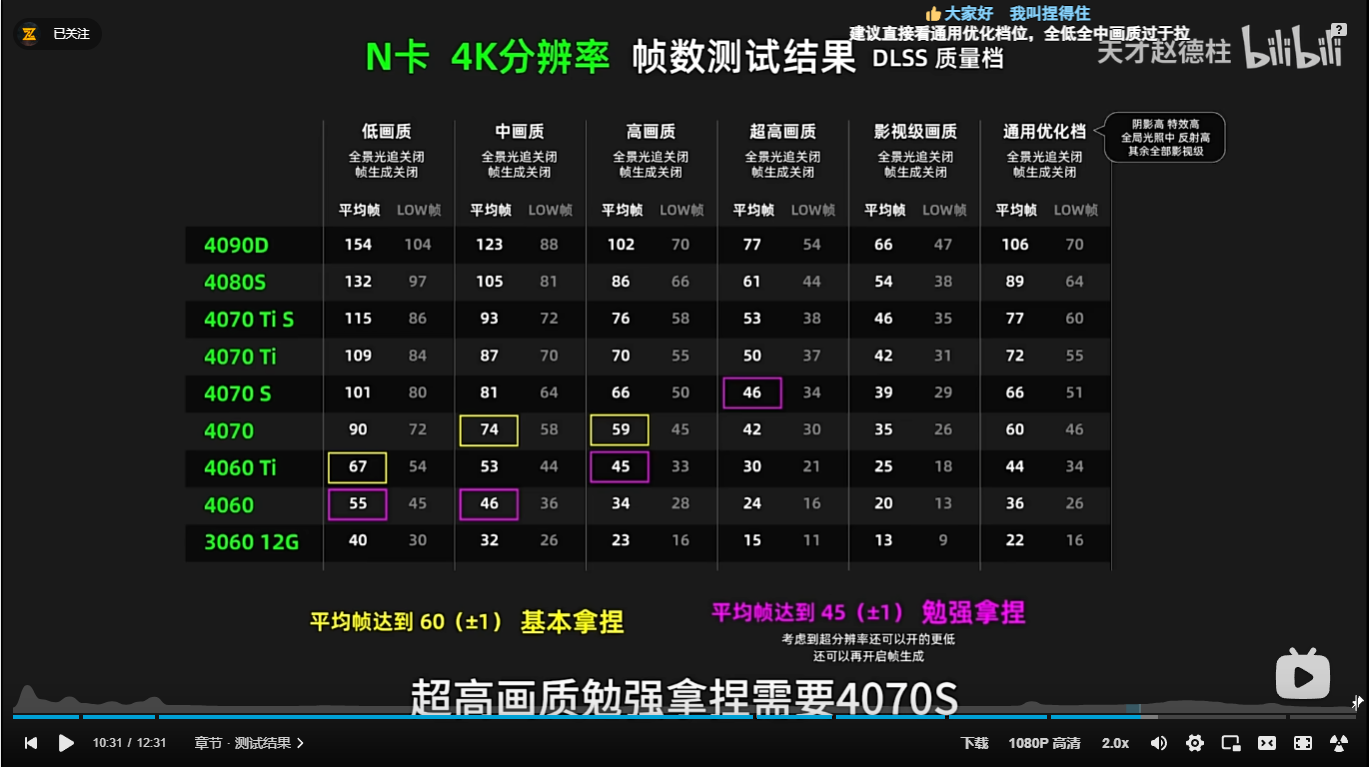 👍大家好 我叫捏得住
已关注
建议直接看通用优化档位，全低全中画质过于拉
N卡 4K分辨率 帧数测试结果 DLSS 质量档
天才赵德柱 bilibili
低画质 中画质 高画质 超高画质 影视级画质 通用优化档
全景光追关闭 全景光追关闭 全景光追关闭 全景光追关闭 全景光追关闭 全景光追关闭
帧生成关闭 帧生成关闭 帧生成关闭 帧生成关闭 帧生成关闭 帧生成关闭
阴影高 特效高
全局光照中 反射高
其余全部影视级
平均帧 LOW帧 平均帧 LOW帧 平均帧 LOW帧 平均帧 LOW帧 平均帧 LOW帧 平均帧 LOW帧
4090D 154 104 123 88 102 70 77 54 66 47 106 70
4080S 132 97 105 81 86 66 61 44 54 38 89 64
4070 Ti S 115 86 93 72 76 58 53 38 46 35 77 60
4070 Ti 109 84 87 70 70 55 50 37 42 31 72 55
4070 S 101 80 81 64 66 50 46 34 39 29 66 51
4070 90 72 74 58 59 45 42 30 35 26 60 46
4060 Ti 67 54 53 44 45 33 30 21 25 18 44 34
4060 55 45 46 36 34 28 24 16 20 13 36 26
3060 12G 40 30 32 26 23 16 15 11 13 9 22 16
平均帧达到 60（±1） 基本拿捏
平均帧达到 45（±1） 勉强拿捏
考虑到超分辨率还可以开的更低
还可以再开启帧生成
超高画质勉强拿捏需要4070S
10:31 / 12:31 章节 · 测试结果 下载 1080P 高清 2.0x